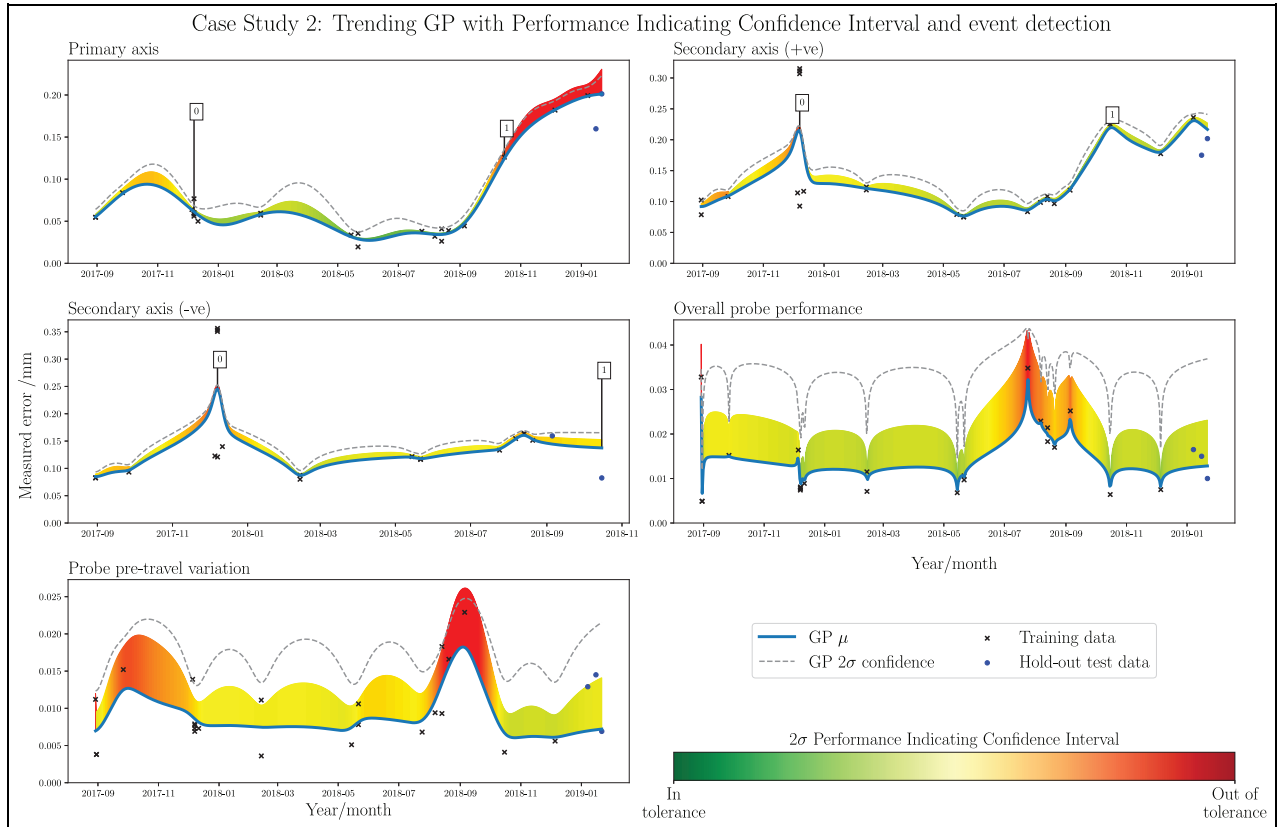 Case Study 2: Trending GP with Performance Indicating Confidence Interval and event detection
Primary axis
0.20
0.15
0.10
0.05
0.00
0
1
2017-09 2017-11 2018-01 2018-03 2018-05 2018-07 2018-09 2018-11 2019-01
Secondary axis (+ve)
0.30
0.25
0.20
0.15
0.10
0.05
0.00
0
1
2017-09 2017-11 2018-01 2018-03 2018-05 2018-07 2018-09 2018-11 2019-01
Secondary axis (-ve)
Measured error /mm
0.35
0.30
0.25
0.20
0.15
0.10
0.05
0.00
0
1
2017-09 2017-11 2018-01 2018-03 2018-05 2018-07 2018-09 2018-11
Overall probe performance
0.04
0.03
0.02
0.01
0.00
2017-09 2017-11 2018-01 2018-03 2018-05 2018-07 2018-09 2018-11 2019-01
Year/month
Probe pre-travel variation
0.025
0.020
0.015
0.010
0.005
0.000
2017-09 2017-11 2018-01 2018-03 2018-05 2018-07 2018-09 2018-11 2019-01
Year/month
GP μ
GP 2σ confidence
Training data
Hold-out test data
2σ Performance Indicating Confidence Interval
In
tolerance
Out of
tolerance